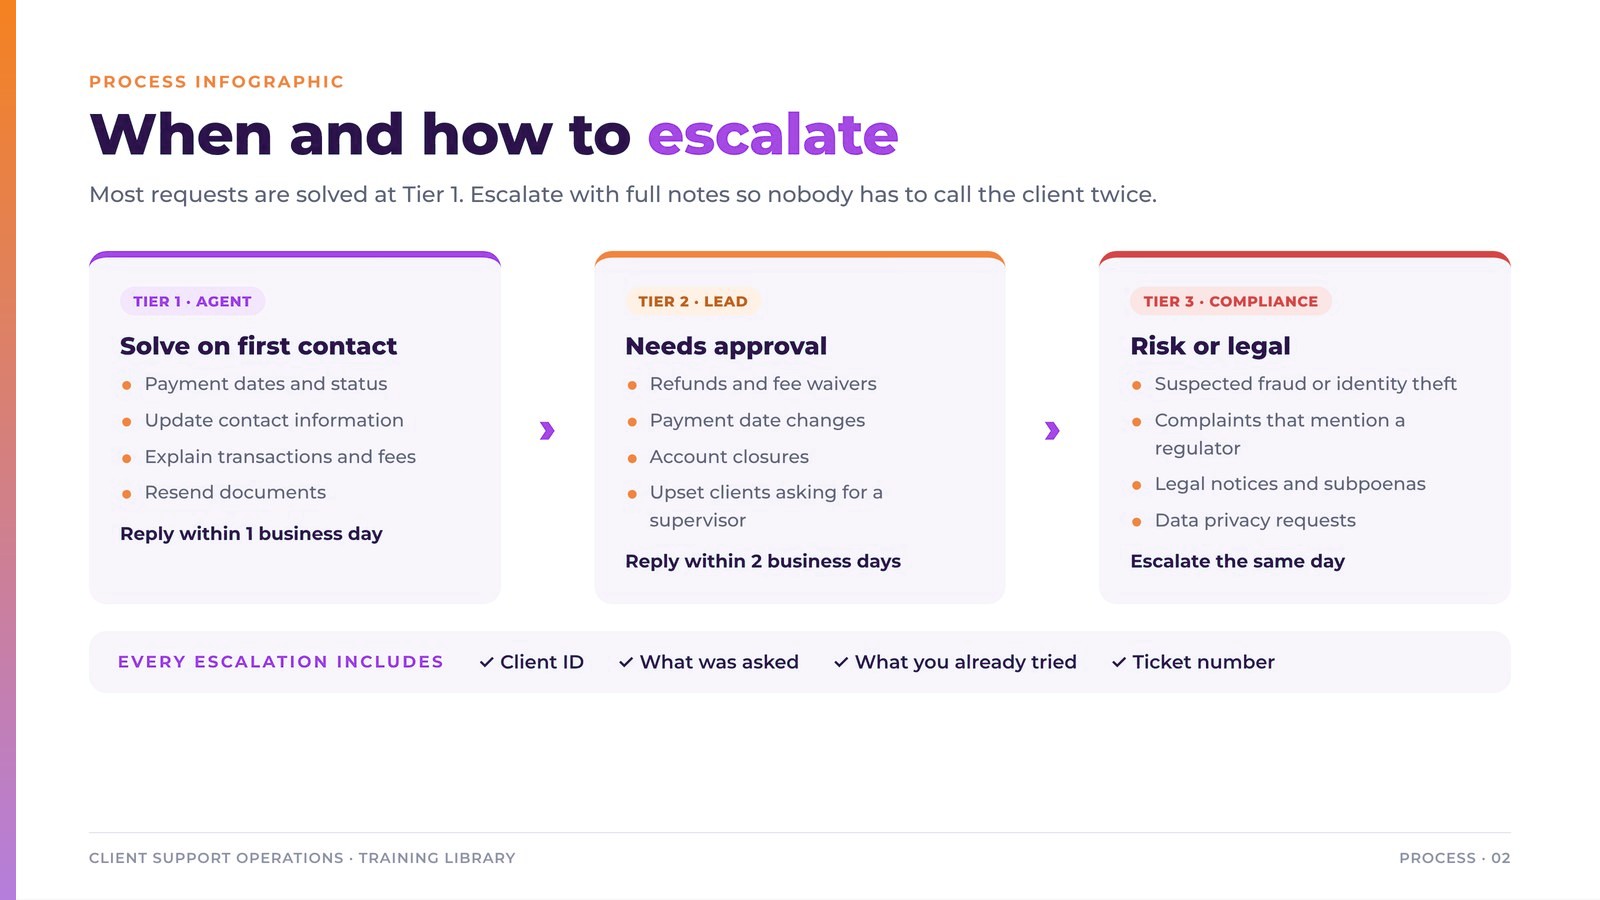 PROCESS INFOGRAPHIC
When and how to escalate
Most requests are solved at Tier 1. Escalate with full notes so nobody has to call the client twice.
TIER 1 · AGENT
Solve on first contact
Payment dates and status
Update contact information
Explain transactions and fees
Resend documents
Reply within 1 business day
›
TIER 2 · LEAD
Needs approval
Refunds and fee waivers
Payment date changes
Account closures
Upset clients asking for a
supervisor
Reply within 2 business days
›
TIER 3 · COMPLIANCE
Risk or legal
Suspected fraud or identity theft
Complaints that mention a
regulator
Legal notices and subpoenas
Data privacy requests
Escalate the same day
EVERY ESCALATION INCLUDES ✓ Client ID ✓ What was asked ✓ What you already tried ✓ Ticket number
CLIENT SUPPORT OPERATIONS · TRAINING LIBRARY
PROCESS · 02